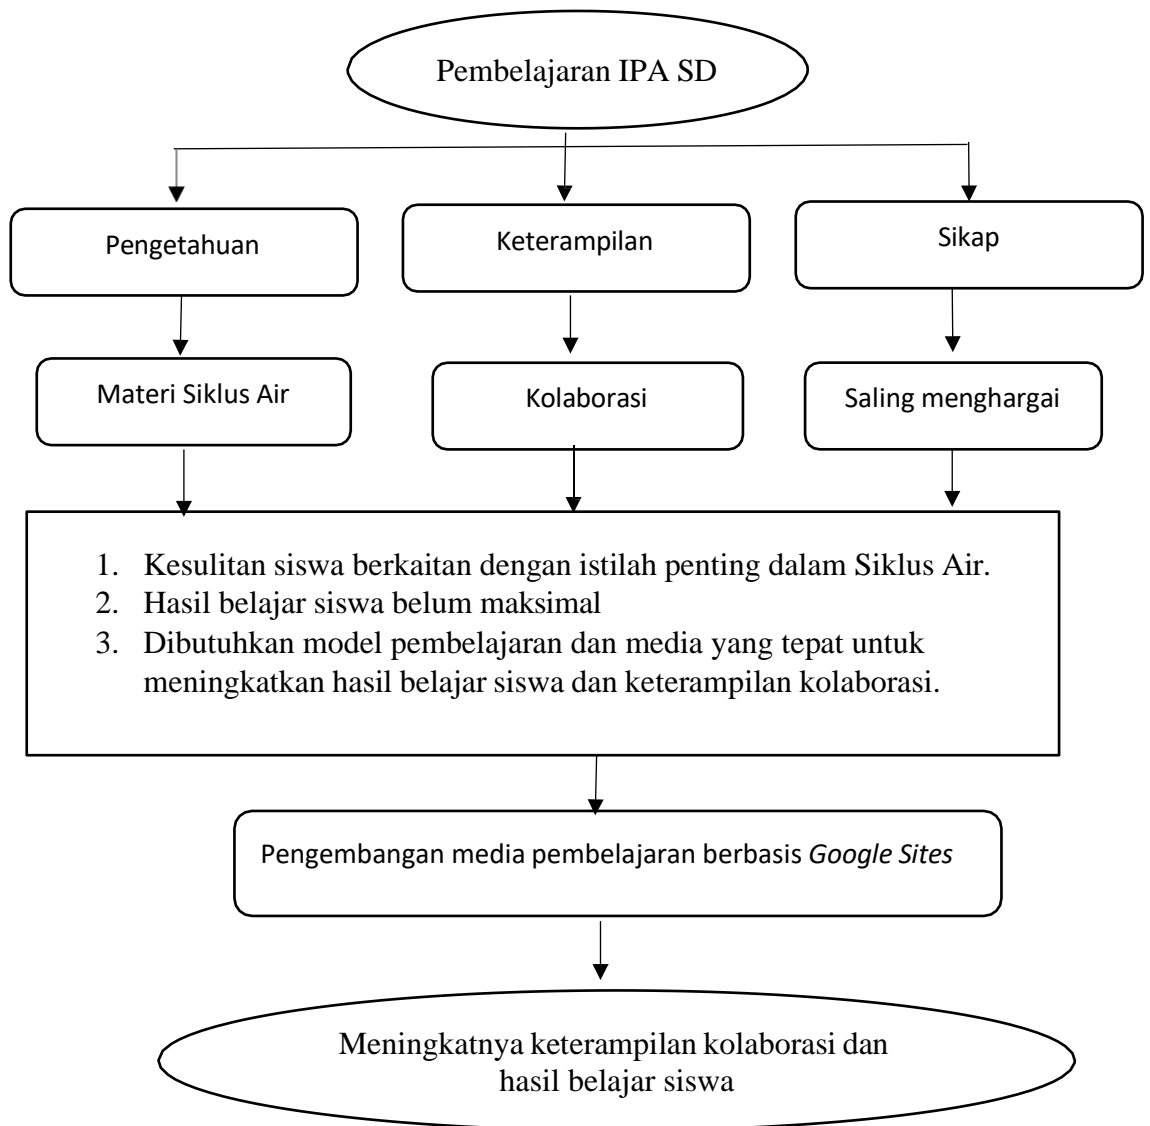 Pembelajaran IPA SD
Pengetahuan
Keterampilan
Sikap
Materi Siklus Air
Kolaborasi
Saling menghargai
1. Kesulitan siswa berkaitan dengan istilah penting dalam Siklus Air.
2. Hasil belajar siswa belum maksimal
3. Dibutuhkan model pembelajaran dan media yang tepat untuk
meningkatkan hasil belajar siswa dan keterampilan kolaborasi.
Pengembangan media pembelajaran berbasis Google Sites
Meningkatnya keterampilan kolaborasi dan
hasil belajar siswa